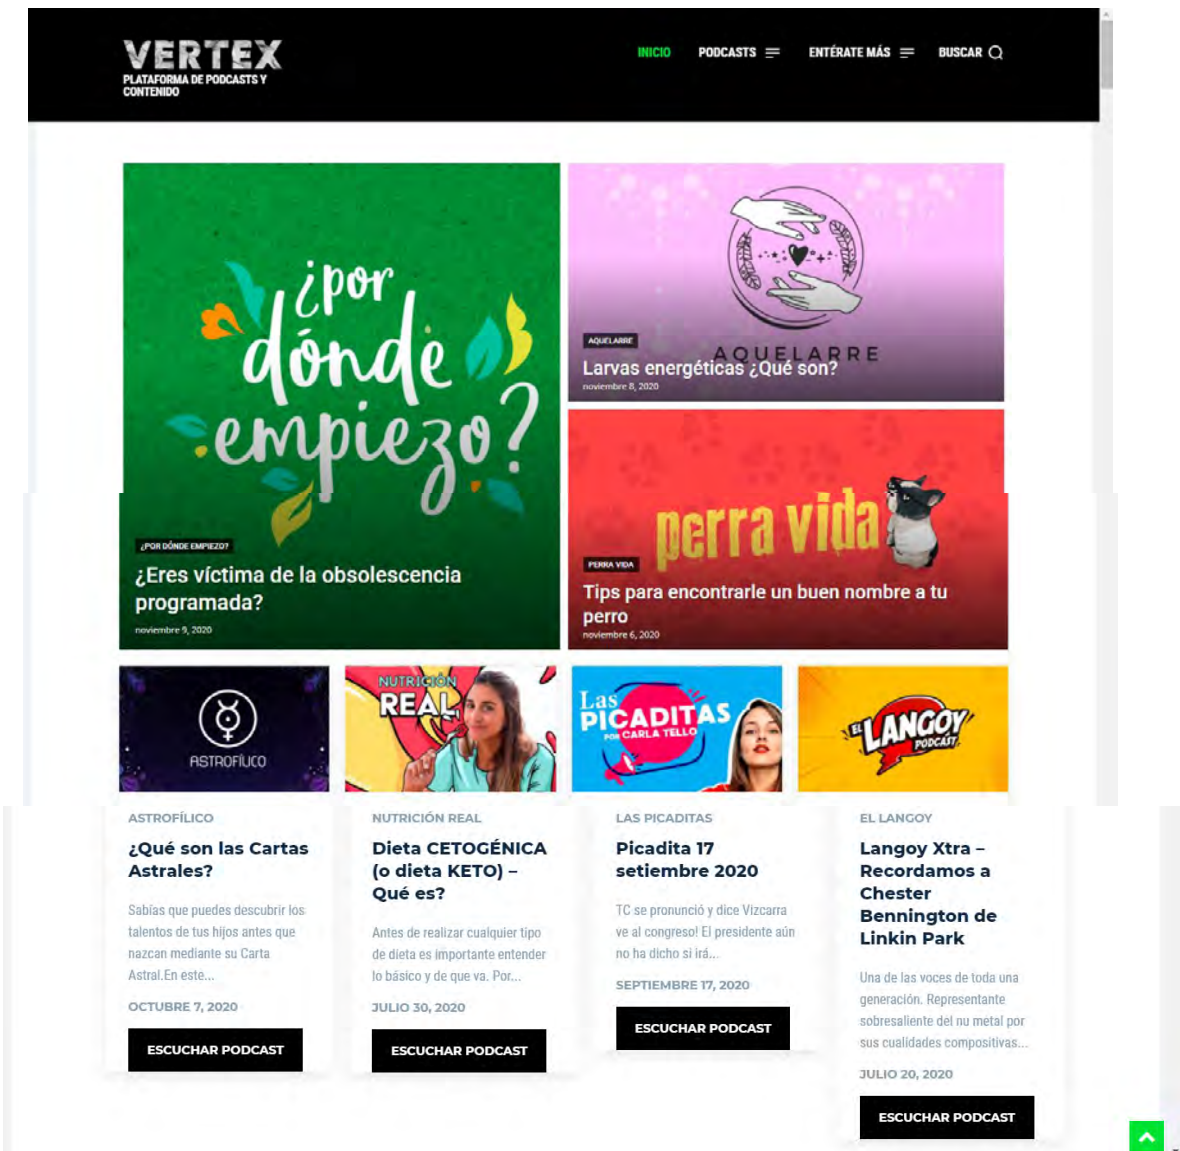 VERTEX
PLATAFORMA DE PODCASTS Y
CONTENIDO
INICIO PODCASTS ENTÉRATE MÁS BUSCAR
¿por
dónde
empiezo?
¿POR DÓNDE EMPIEZO?
¿Eres víctima de la obsolescencia
programada?
noviembre 9, 2020
AQUELARRE
AQUELARRE
Larvas energéticas ¿Qué son?
noviembre 8, 2020
perra vida
PERRA VIDA
Tips para encontrarle un buen nombre a tu
perro
noviembre 6, 2020
ASTROFÍLICO
NUTRICIÓN
REAL
Las
PICADITAS
POR CARLA TELLO
EL
LANGOY
PODCAST
ASTROFÍLICO
¿Qué son las Cartas
Astrales?
Sabías que puedes descubrir los
talentos de tus hijos antes que
nazcan mediante su Carta
Astral.En este...
OCTUBRE 7, 2020
ESCUCHAR PODCAST
NUTRICIÓN REAL
Dieta CETOGÉNICA
(o dieta KETO) –
Qué es?
Antes de realizar cualquier tipo
de dieta es importante entender
lo básico y de que va. Por...
JULIO 30, 2020
ESCUCHAR PODCAST
LAS PICADITAS
Picadita 17
setiembre 2020
TC se pronunció y dice Vizcarra
ve al congreso! El presidente aún
no ha dicho si irá...
SEPTIEMBRE 17, 2020
ESCUCHAR PODCAST
EL LANGOY
Langoy Xtra –
Recordamos a
Chester
Bennington de
Linkin Park
Una de las voces de toda una
generación. Representante
sobresaliente del nu metal por
sus cualidades compositivas...
JULIO 20, 2020
ESCUCHAR PODCAST